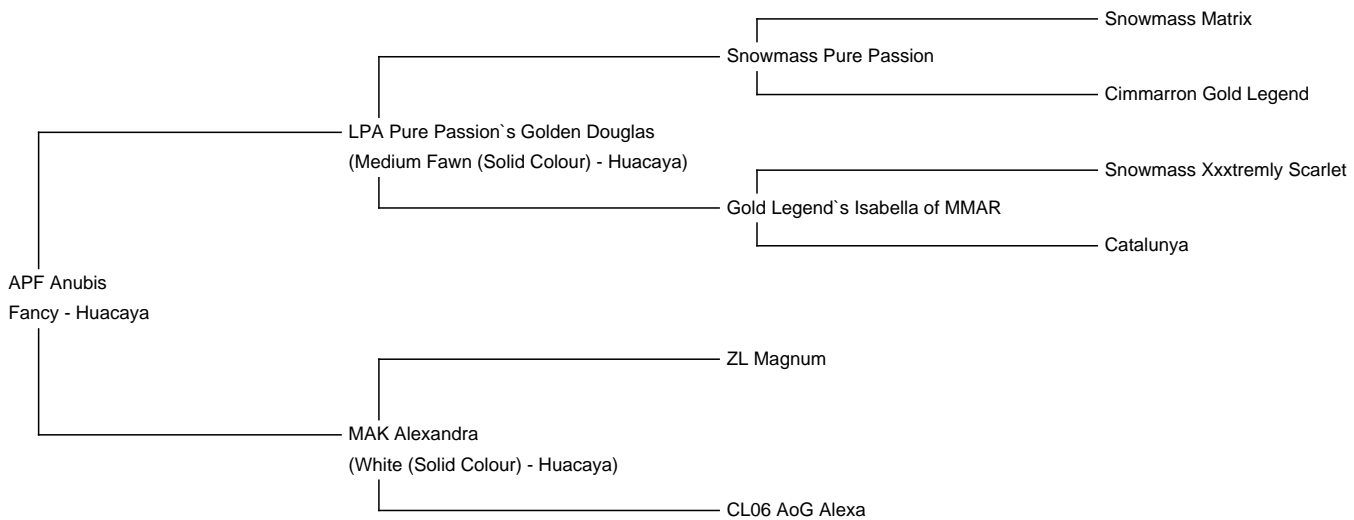 Snowmass Matrix
Snowmass Pure Passion
Cimmarron Gold Legend
LPA Pure Passion`s Golden Douglas
(Medium Fawn (Solid Colour) - Huacaya)
Snowmass Xxxtremly Scarlet
Gold Legend`s Isabella of MMAR
Catalunya
APF Anubis
Fancy - Huacaya
ZL Magnum
MAK Alexandra
(White (Solid Colour) - Huacaya)
CL06 AoG Alexa